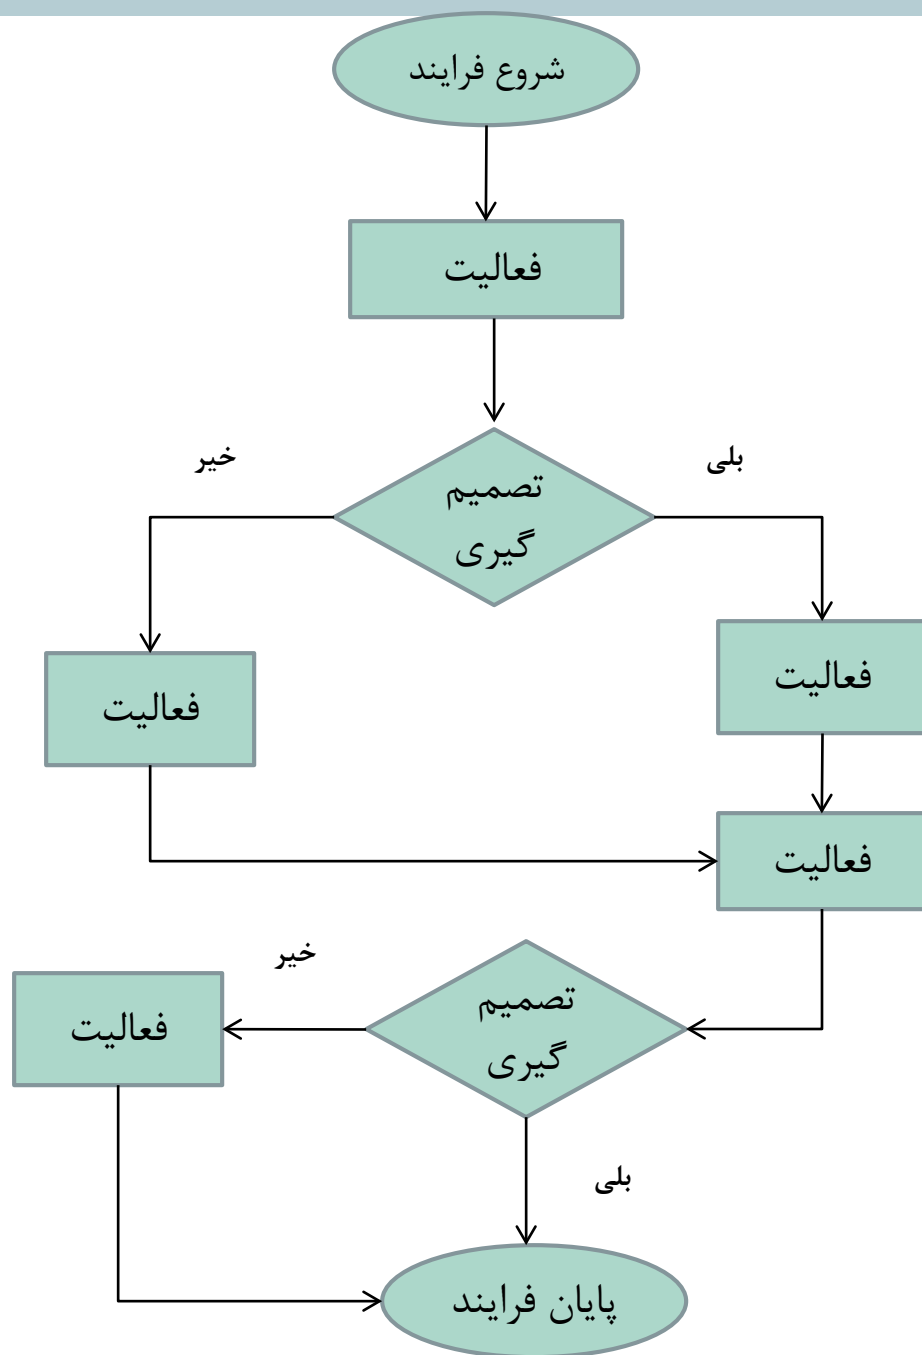 شروع فرایند
فعالیت
بلی
خیر
تصمیم
گیری
فعالیت
فعالیت
فعالیت
خیر
تصمیم
گیری
فعالیت
بلی
پایان فرایند